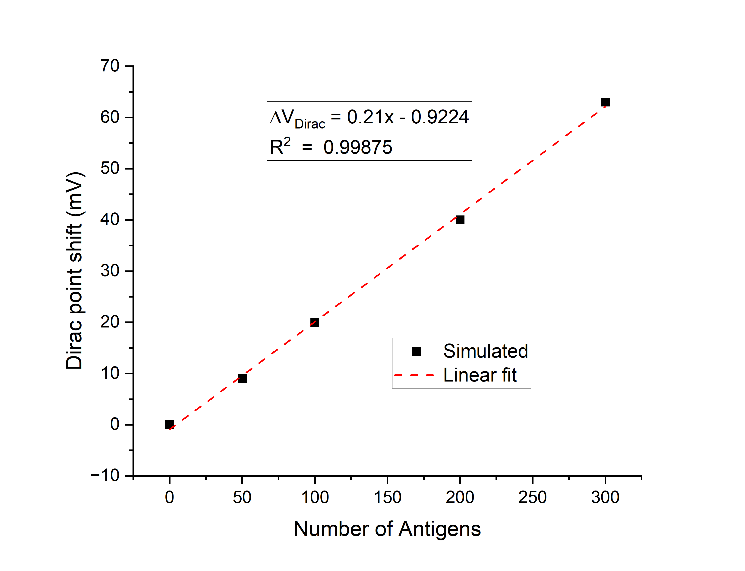 70
60
50
40
30
20
10
0
−10
Dirac point shift (mV)
ΔV_Dirac = 0.21x - 0.9224
R² = 0.99875
Simulated
Linear fit
0 50 100 150 200 250 300
Number of Antigens